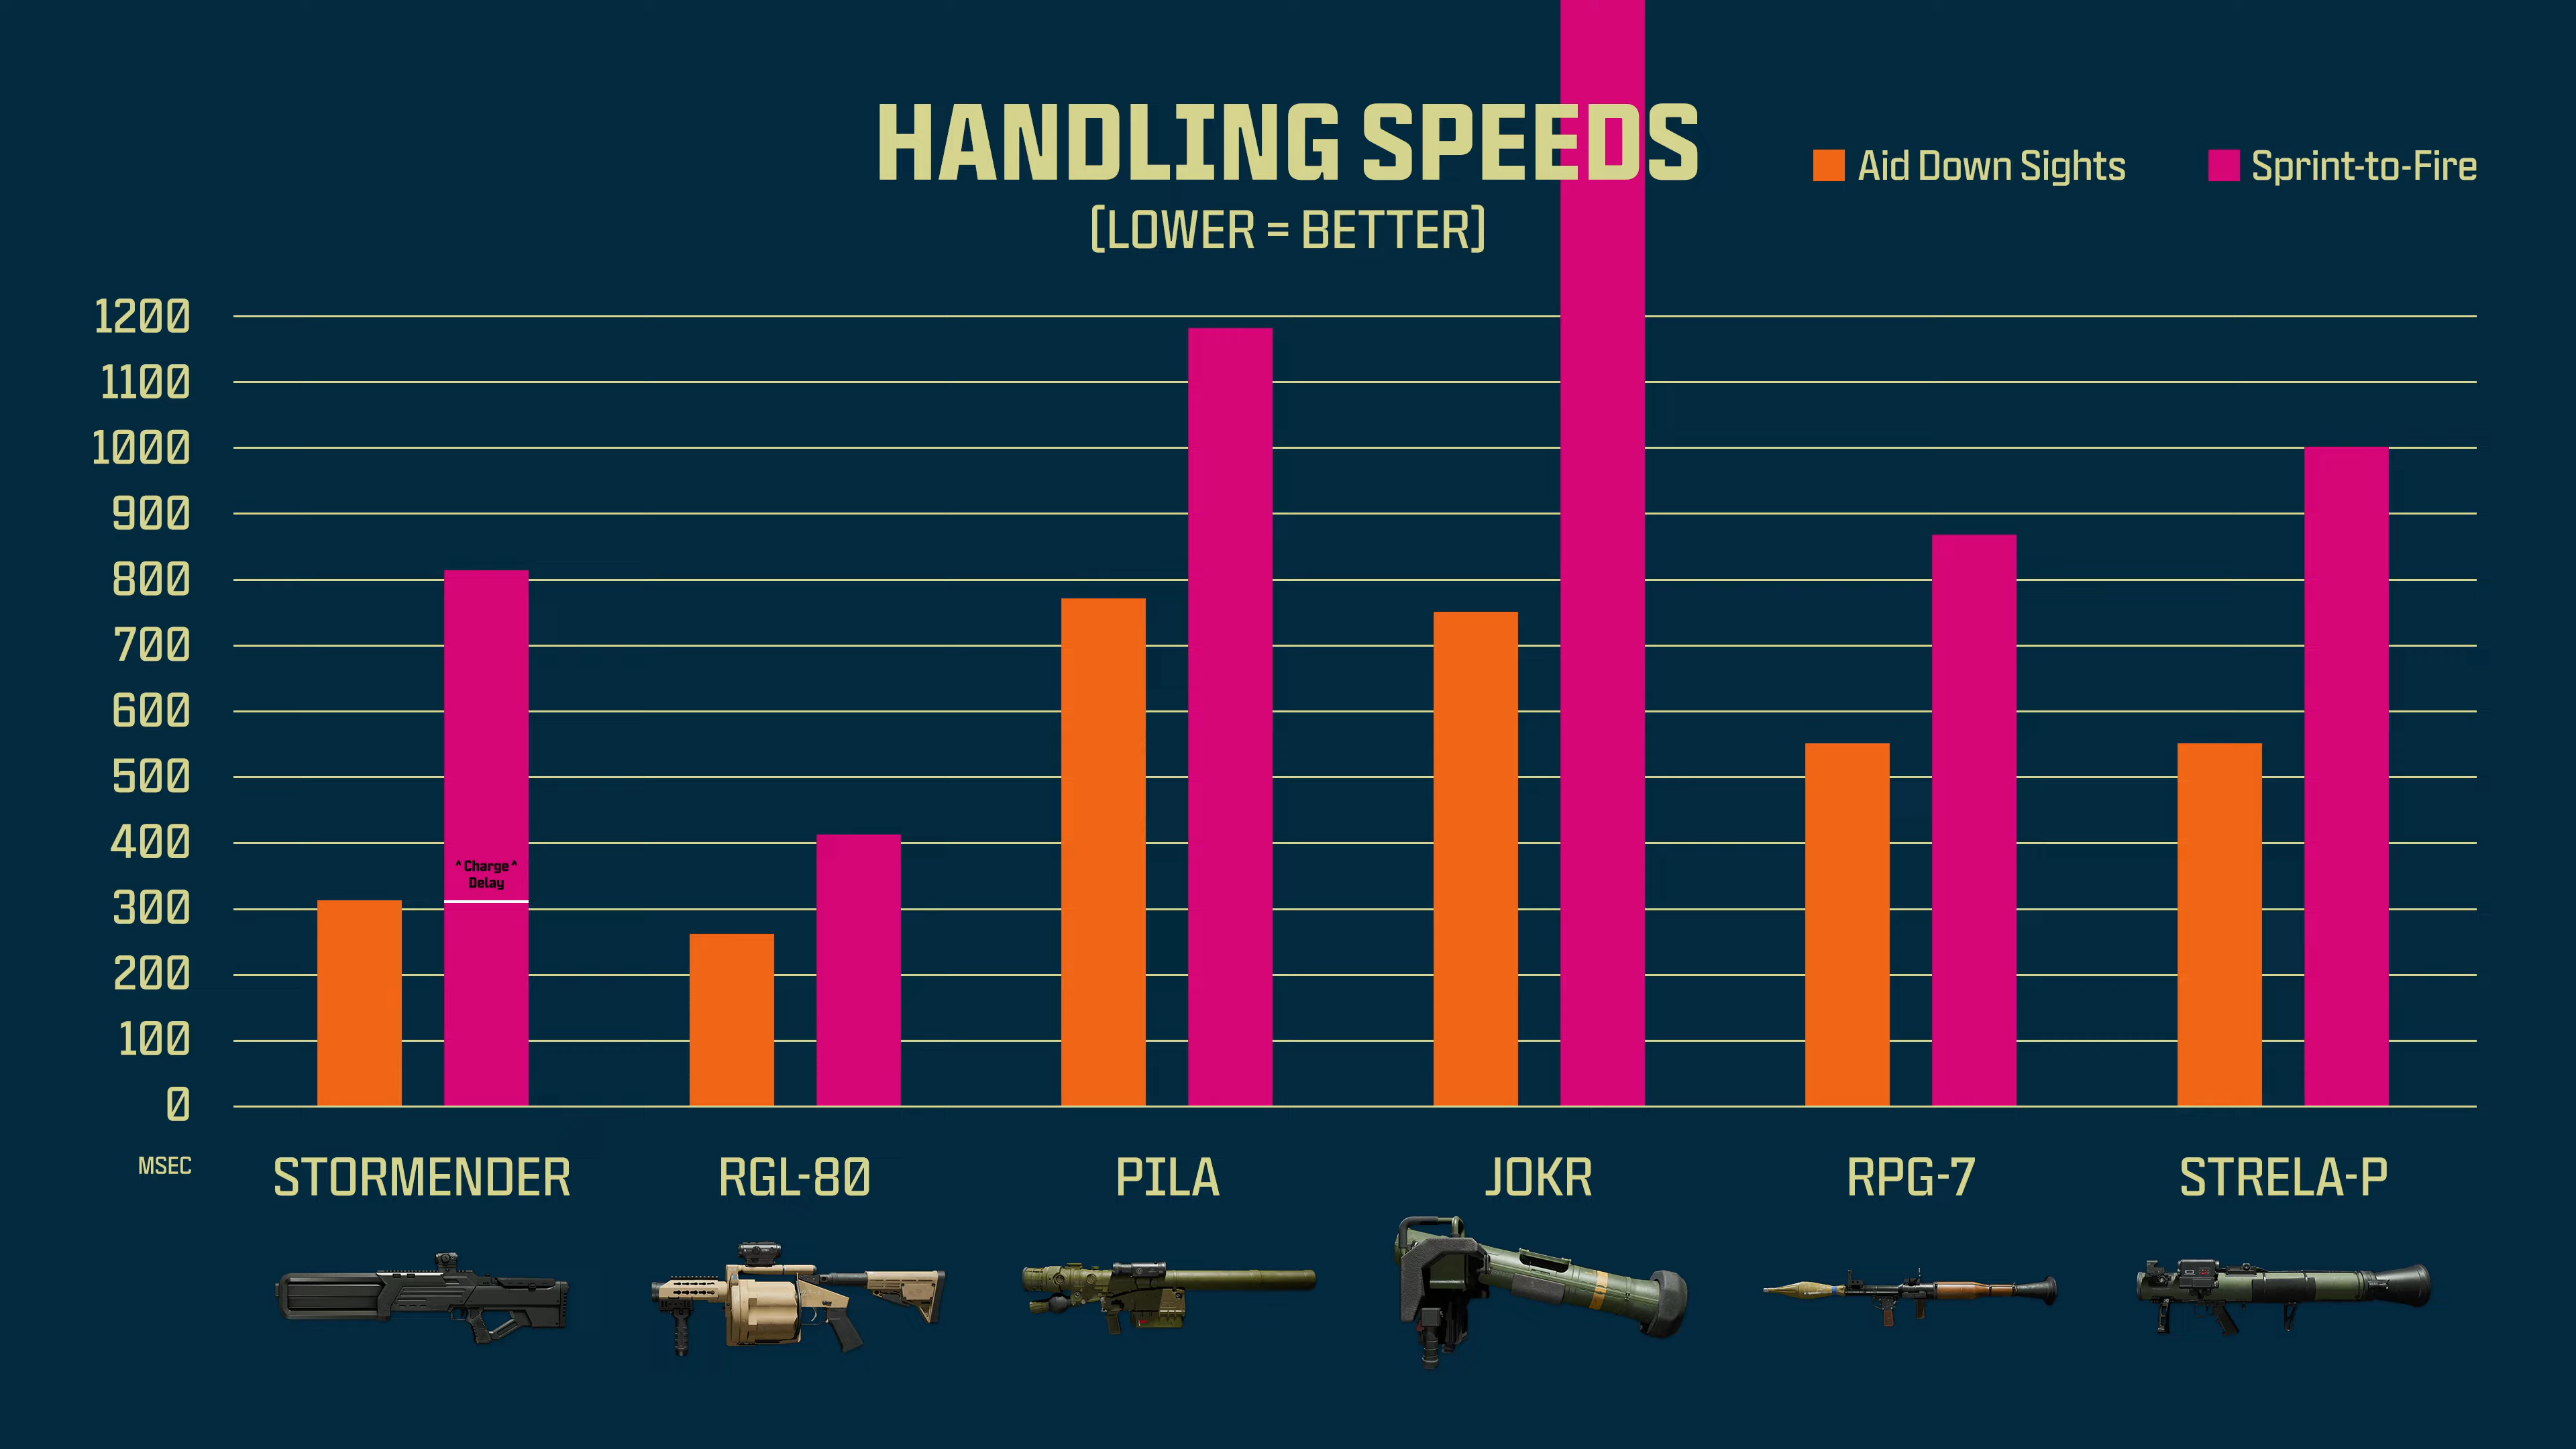 HANDLING SPEEDS
[LOWER = BETTER]
Aid Down Sights
Sprint-to-Fire
1200
1100
1000
900
800
700
600
500
400
300
200
100
0
^ Charge ^
Delay
MSEC
STORMENDER
RGL-80
PILA
JOKR
RPG-7
STRELA-P